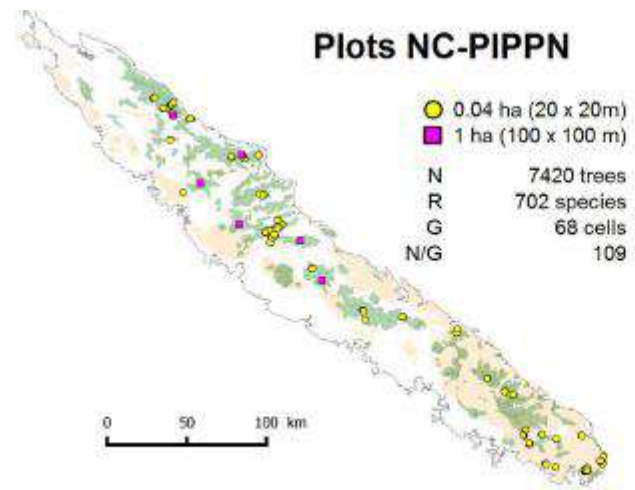 Plots NC-PIPPN
0.04 ha (20 x 20m)
1 ha (100 x 100 m)
N 7420 trees
R 702 species
G 68 cells
N/G 109
0 50 100 km